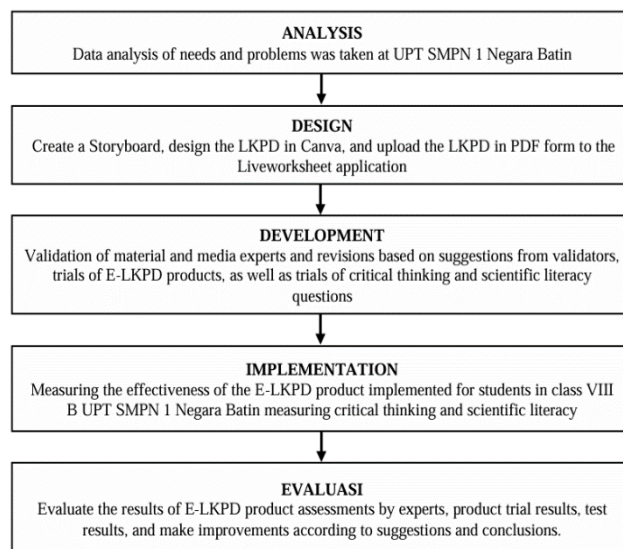 ANALYSIS
Data analysis of needs and problems was taken at UPT SMPN 1 Negara Batin
DESIGN
Create a Storyboard, design the LKPD in Canva, and upload the LKPD in PDF form to the
Liveworksheet application
DEVELOPMENT
Validation of material and media experts and revisions based on suggestions from validators,
trials of E-LKPD products, as well as trials of critical thinking and scientific literacy
questions
IMPLEMENTATION
Measuring the effectiveness of the E-LKPD product implemented for students in class VIII
B UPT SMPN 1 Negara Batin measuring critical thinking and scientific literacy
EVALUASI
Evaluate the results of E-LKPD product assessments by experts, product trial results, test
results, and make improvements according to suggestions and conclusions.